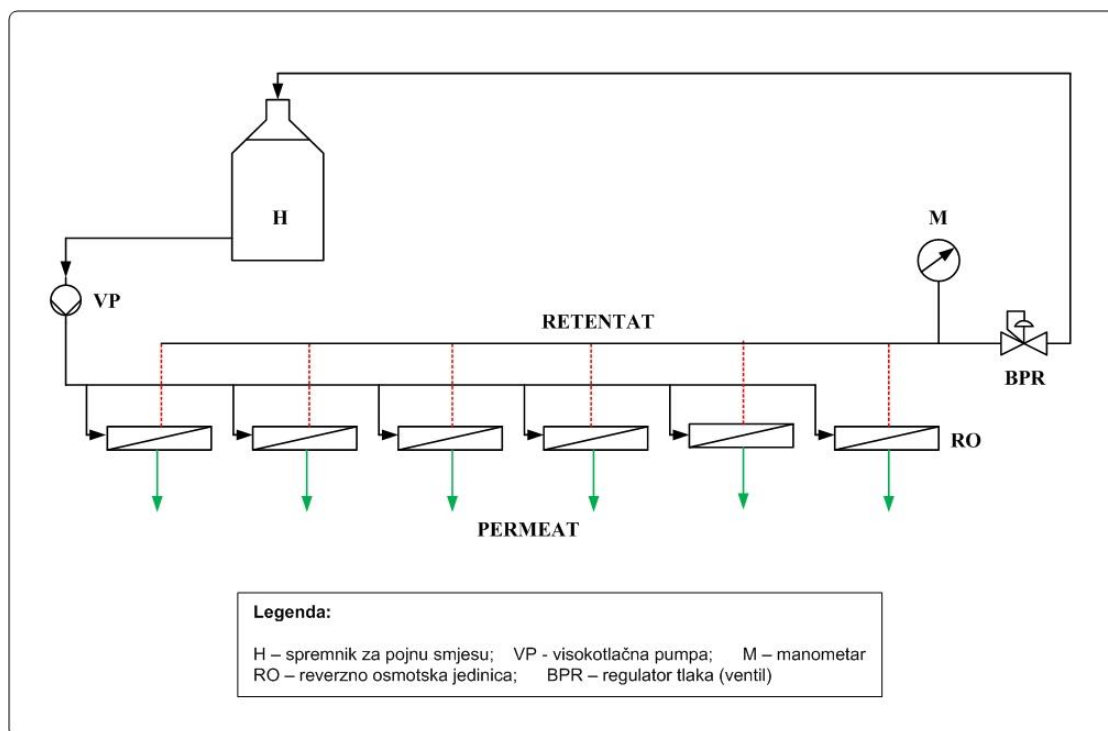 H
M
VP
RETENTAT
BPR
RO
PERMEAT
Legenda:
H – spremnik za pojnu smjesu; VP - visokotlačna pumpa; M – manometar
RO – reverzno osmotska jedinica; BPR – regulator tlaka (ventil)